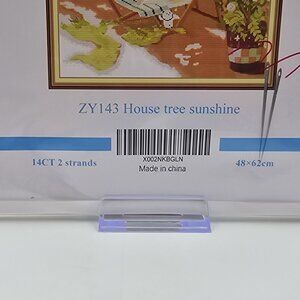 ZY143 House tree sunshine
14CT 2 strands
X002NKBGLN
Made in china
48×62cm